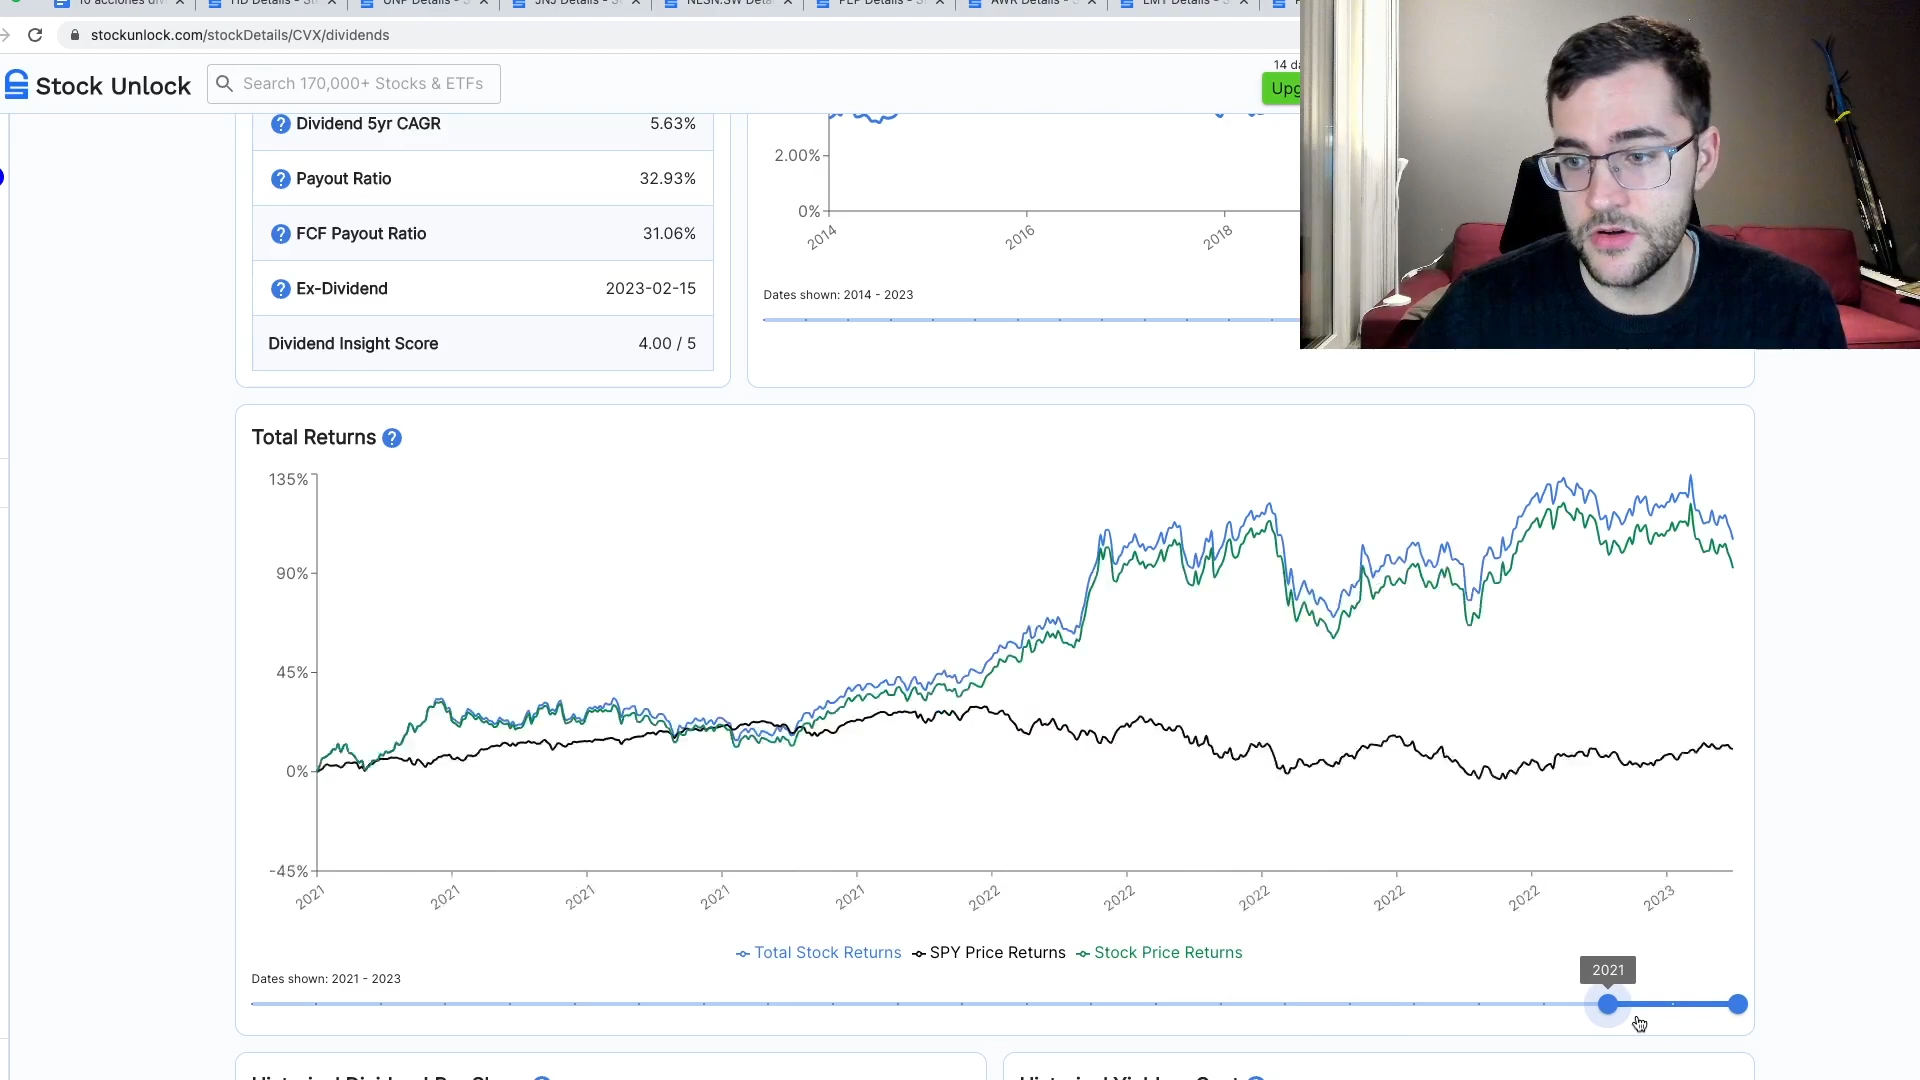 stockunlock.com/stockDetails/CVX/dividends
Stock Unlock
Search 170,000+ Stocks & ETFs
14 da
Upg
Dividend 5yr CAGR 5.63%
Payout Ratio 32.93%
FCF Payout Ratio 31.06%
Ex-Dividend 2023-02-15
Dividend Insight Score 4.00 / 5
2.00%
0%
2014 2016 2018
Dates shown: 2014 - 2023
Total Returns
135%
90%
45%
0%
-45%
2021 2021 2021 2021 2021 2022 2022 2022 2022 2022 2023
Total Stock Returns SPY Price Returns Stock Price Returns
Dates shown: 2021 - 2023
2021